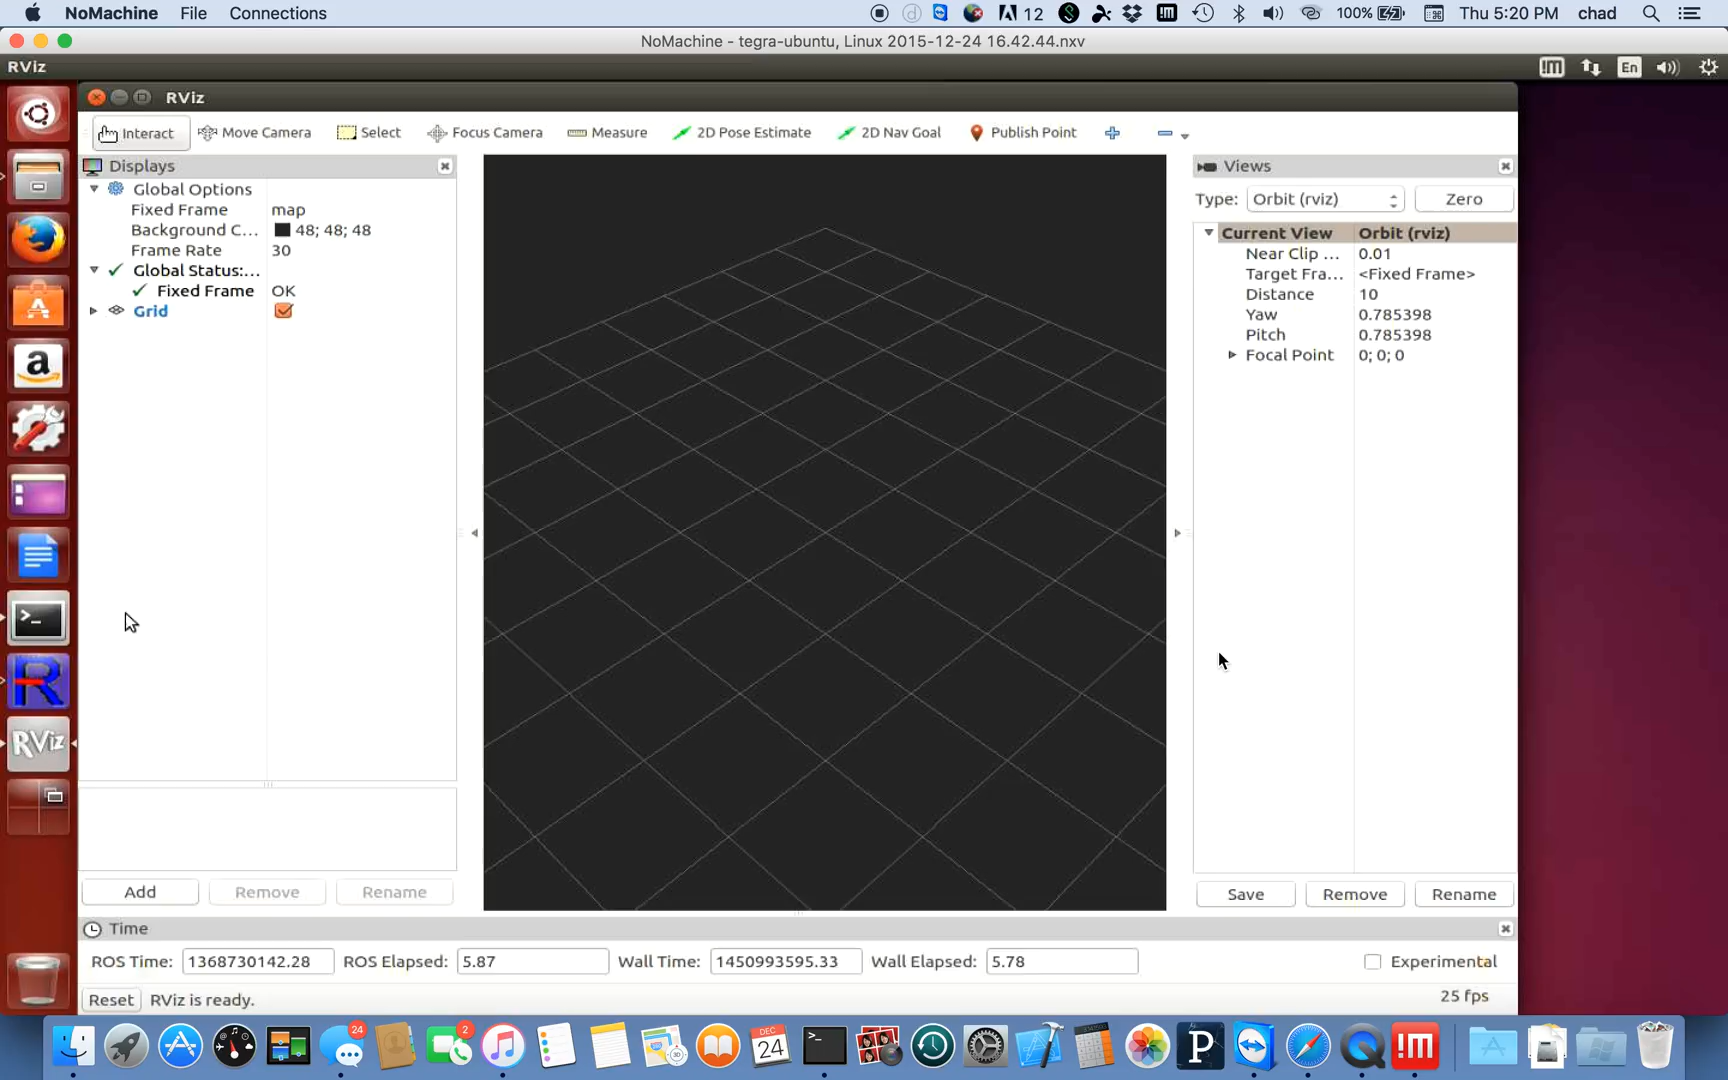 NoMachine File Connections 12 100% Thu 5:20 PM chad
NoMachine - tegra-ubuntu, Linux 2015-12-24 16.42.44.nxv
RViz En
RViz
Interact Move Camera Select Focus Camera Measure 2D Pose Estimate 2D Nav Goal Publish Point
Displays
Global Options
Fixed Frame map
Background C... 48; 48; 48
Frame Rate 30
Global Status:...
Fixed Frame OK
Grid
Add Remove Rename
Views
Type: Orbit (rviz) Zero
Current View Orbit (rviz)
Near Clip ... 0.01
Target Fra... <Fixed Frame>
Distance 10
Yaw 0.785398
Pitch 0.785398
Focal Point 0; 0; 0
Save Remove Rename
Time
ROS Time: 1368730142.28 ROS Elapsed: 5.87 Wall Time: 1450993595.33 Wall Elapsed: 5.78 Experimental
Reset RViz is ready. 25 fps
RViz
24
2
DEC
24